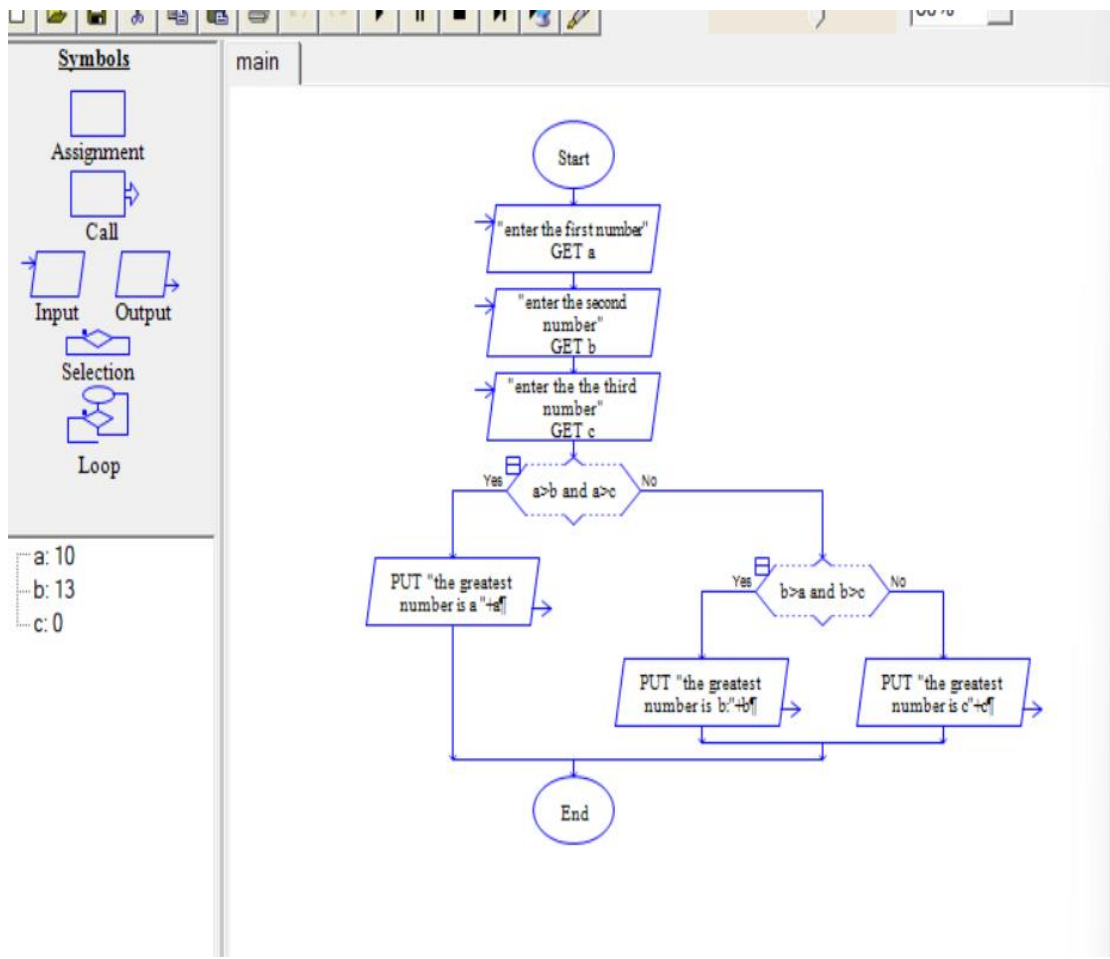 Symbols
Assignment
Call
Input Output
Selection
Loop
a: 10
b: 13
c: 0
main
Start
"enter the first number"
GET a
"enter the second
number"
GET b
"enter the the third
number"
GET c
Yes
a>b and a>c
No
PUT "the greatest
number is a "+a¶
Yes
b>a and b>c
No
PUT "the greatest
number is b:"+b¶
PUT "the greatest
number is c"+c¶
End